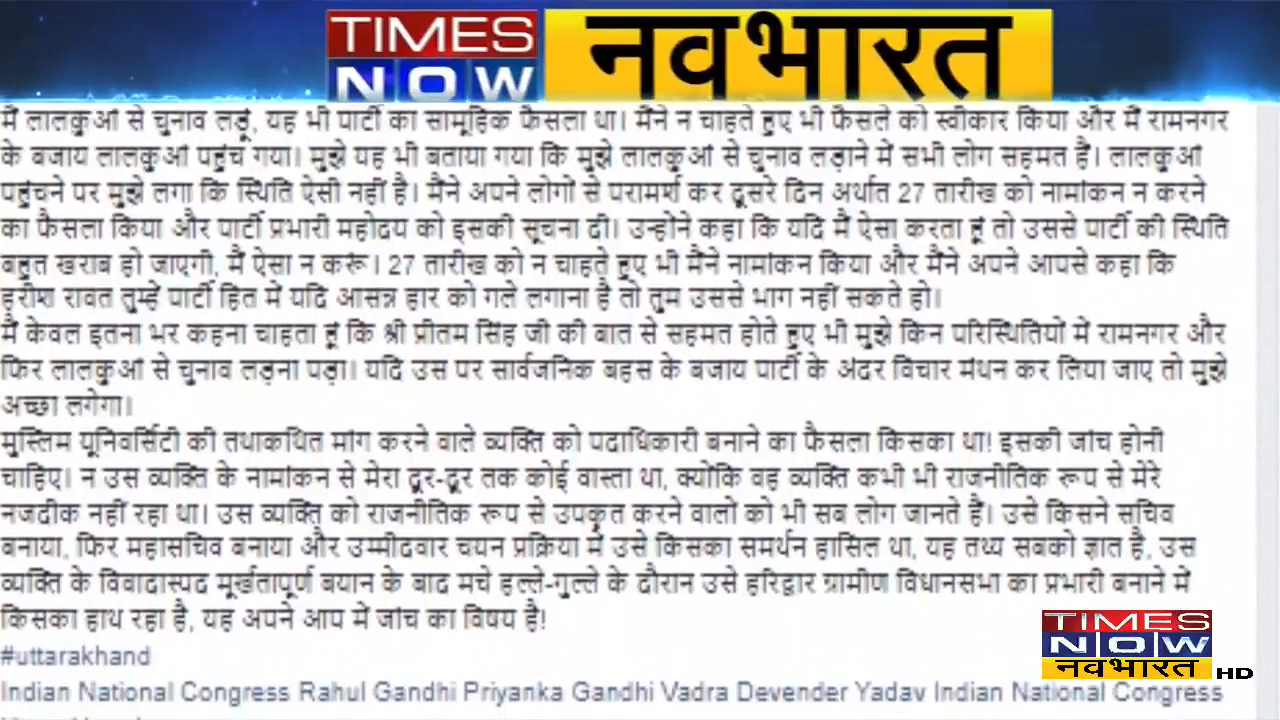 TIMES NOW नवभारत
मैं लालकुआं से चुनाव लड़ूं, यह भी पार्टी का सामूहिक फैसला था। मैंने न चाहते हुए भी फैसले को स्वीकार किया और मैं रामनगर
के बजाय लालकुआं पहुंच गया। मुझे यह भी बताया गया कि मुझे लालकुआं से चुनाव लड़ाने में सभी लोग सहमत हैं। लालकुआं
पहुंचने पर मुझे लगा कि स्थिति ऐसी नहीं है। मैंने अपने लोगों से परामर्श कर दूसरे दिन अर्थात 27 तारीख को नामांकन न करने
का फैसला किया और पार्टी प्रभारी महोदय को इसकी सूचना दी। उन्होंने कहा कि यदि मैं ऐसा करता हूं तो उससे पार्टी की स्थिति
बहुत खराब हो जाएगी, मैं ऐसा न करूं। 27 तारीख को न चाहते हुए भी मैंने नामांकन किया और मैंने अपने आपसे कहा कि
हरीश रावत तुम्हें पार्टी हित में यदि आसन्न हार को गले लगाना है तो तुम उससे भाग नहीं सकते हो।
मैं केवल इतना भर कहना चाहता हूं कि श्री प्रीतम सिंह जी की बात से सहमत होते हुए भी मुझे किन परिस्थितियों में रामनगर और
फिर लालकुआं से चुनाव लड़ना पड़ा। यदि उस पर सार्वजनिक बहस के बजाय पार्टी के अंदर विचार मंथन कर लिया जाए तो मुझे
अच्छा लगेगा।
मुस्लिम यूनिवर्सिटी की तथाकथित मांग करने वाले व्यक्ति को पदाधिकारी बनाने का फैसला किसका था! इसकी जांच होनी
चाहिए। न उस व्यक्ति के नामांकन से मेरा दूर-दूर तक कोई वास्ता था, क्योंकि वह व्यक्ति कभी भी राजनीतिक रूप से मेरे
नजदीक नहीं रहा था। उस व्यक्ति को राजनीतिक रूप से उपकृत करने वालों को भी सब लोग जानते हैं। उसे किसने सचिव
बनाया, फिर महासचिव बनाया और उम्मीदवार चयन प्रक्रिया में उसे किसका समर्थन हासिल था, यह तथ्य सबको ज्ञात है, उस
व्यक्ति के विवादास्पद मूर्खतापूर्ण बयान के बाद मचे हल्ले-गुल्ले के दौरान उसे हरिद्वार ग्रामीण विधानसभा का प्रभारी बनाने में
किसका हाथ रहा है, यह अपने आप में जांच का विषय है!
#uttarakhand
Indian National Congress Rahul Gandhi Priyanka Gandhi Vadra Devender Yadav Indian National Congress
TIMES
NOW
नवभारत HD